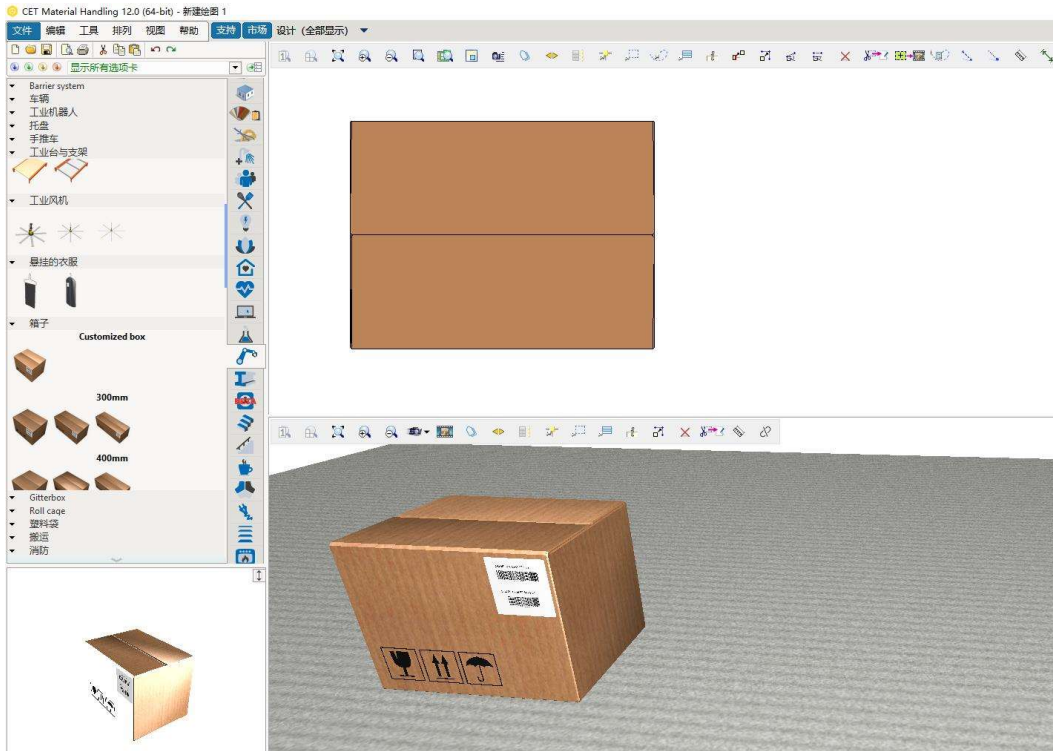 CET Material Handling 12.0 (64-bit) - 新建绘图 1
文件 编辑 工具 排列 视图 帮助 支持 市场 设计 (全部显示)
显示所有选项卡
Barrier system
车辆
工业机器人
托盘
手推车
工业台与支架
工业风机
悬挂的衣服
箱子
Customized box
300mm
400mm
Gitterbox
Roll cage
塑料袋
搬运
消防